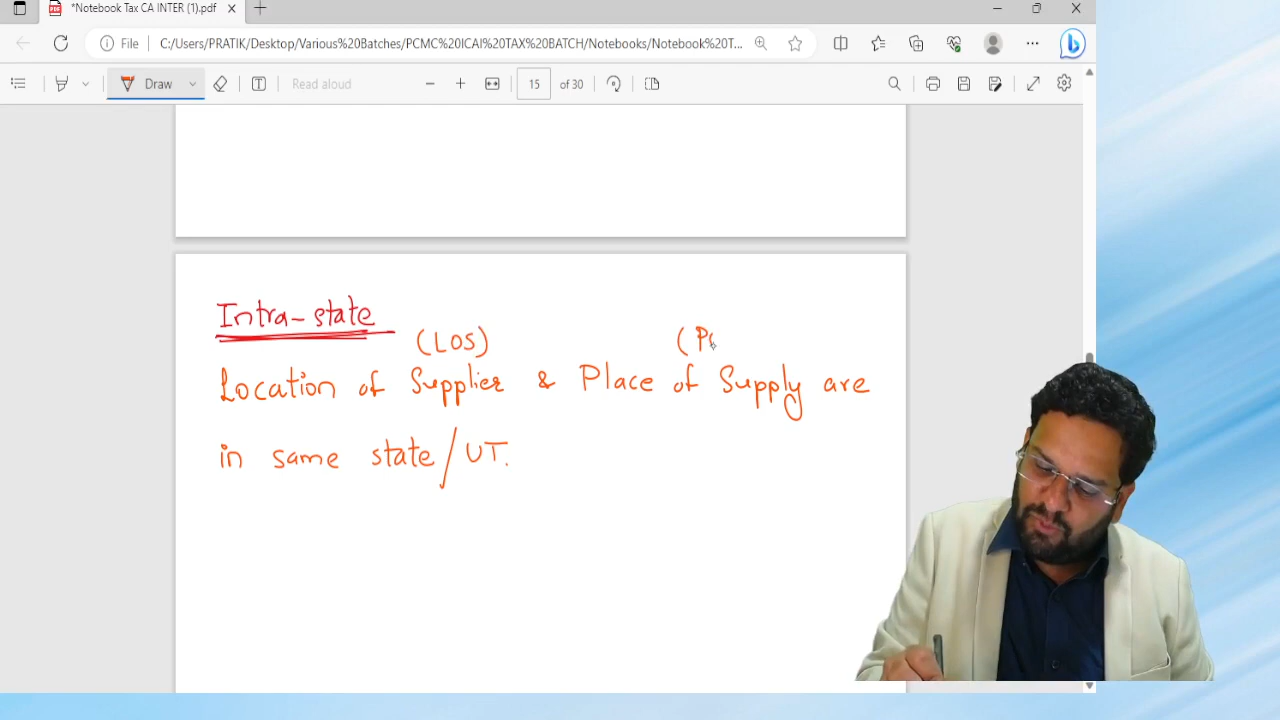 *Notebook Tax CA INTER (1).pdf
File C:/Users/PRATIK/Desktop/Various%20Batches/PCMC%20ICAI%20TAX%20BATCH/Notebooks/Notebook%20T...
Draw Read aloud 15 of 30
Intra-state
(LOS) (Po
Location of Supplier & Place of Supply are
in same state/UT.